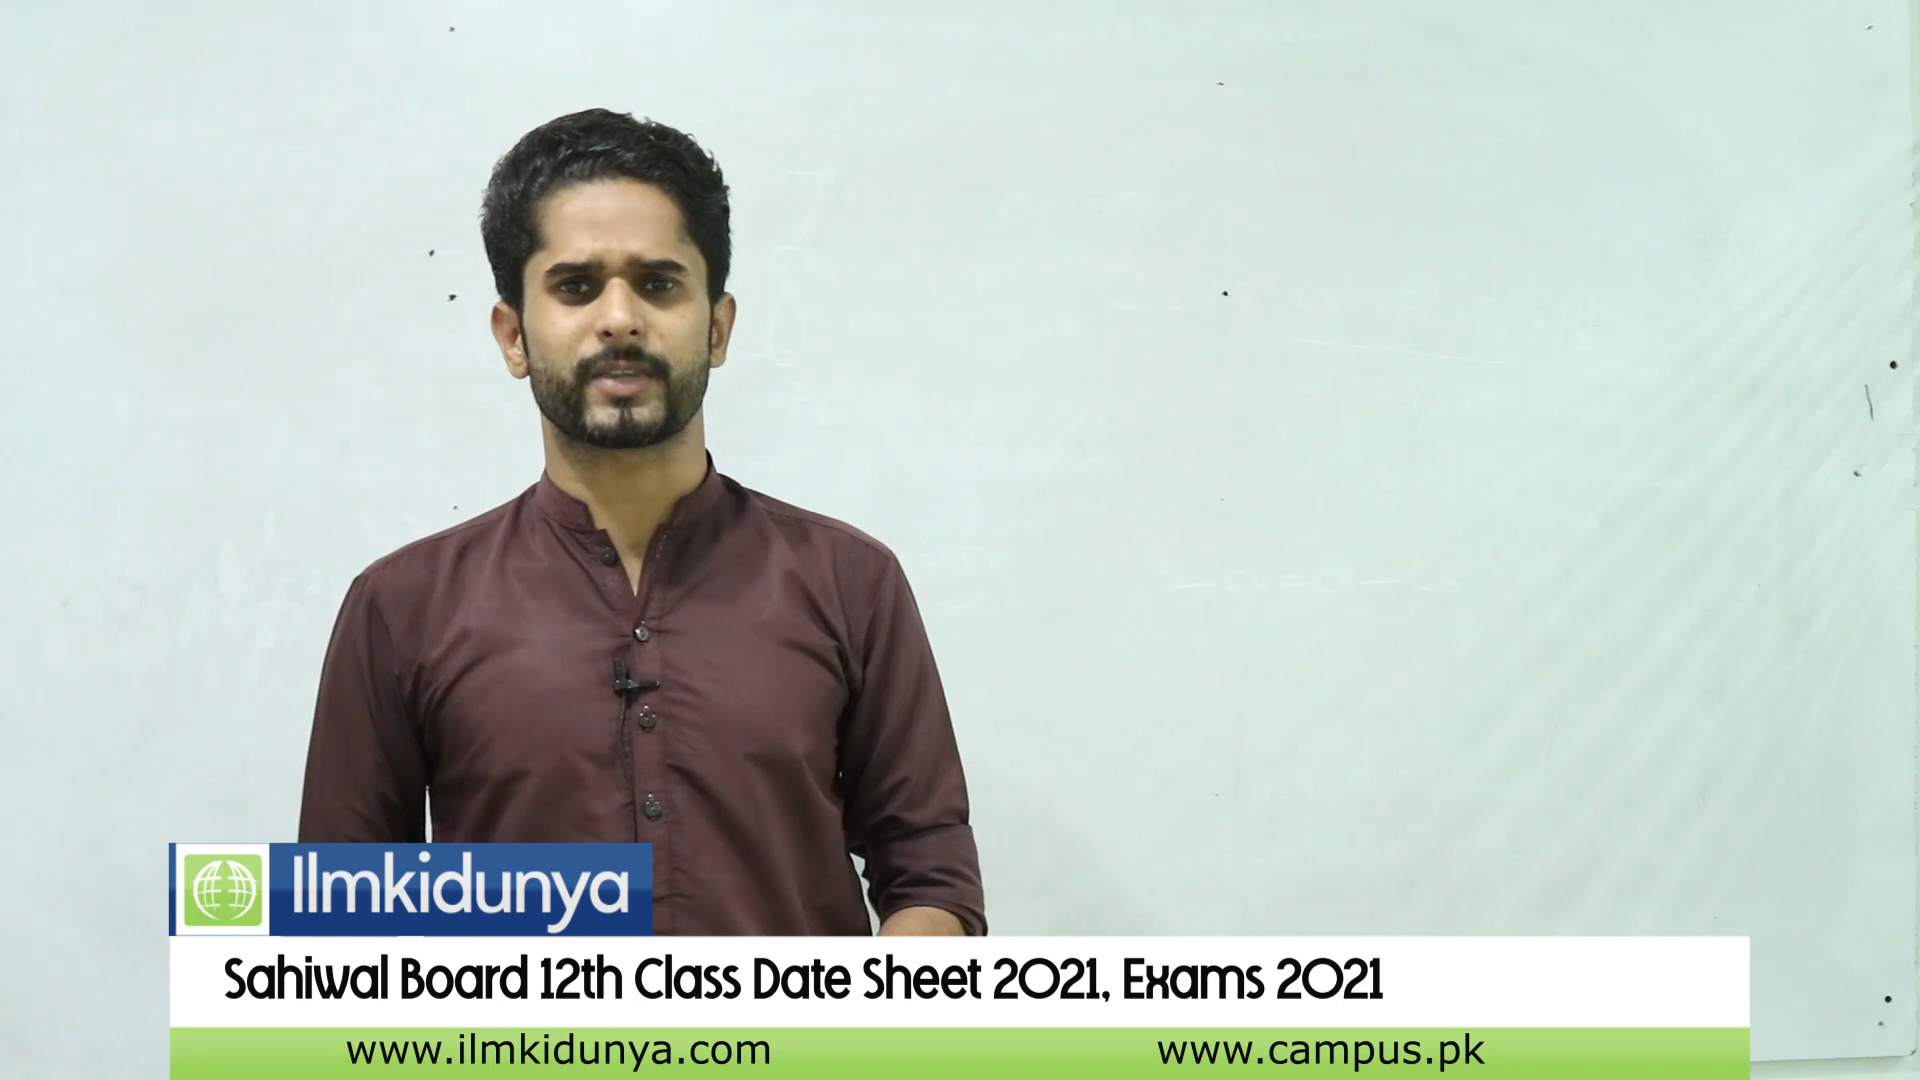 Ilmkidunya
Sahiwal Board 12th Class Date Sheet 2021, Exams 2021
www.ilmkidunya.com
www.campus.pk